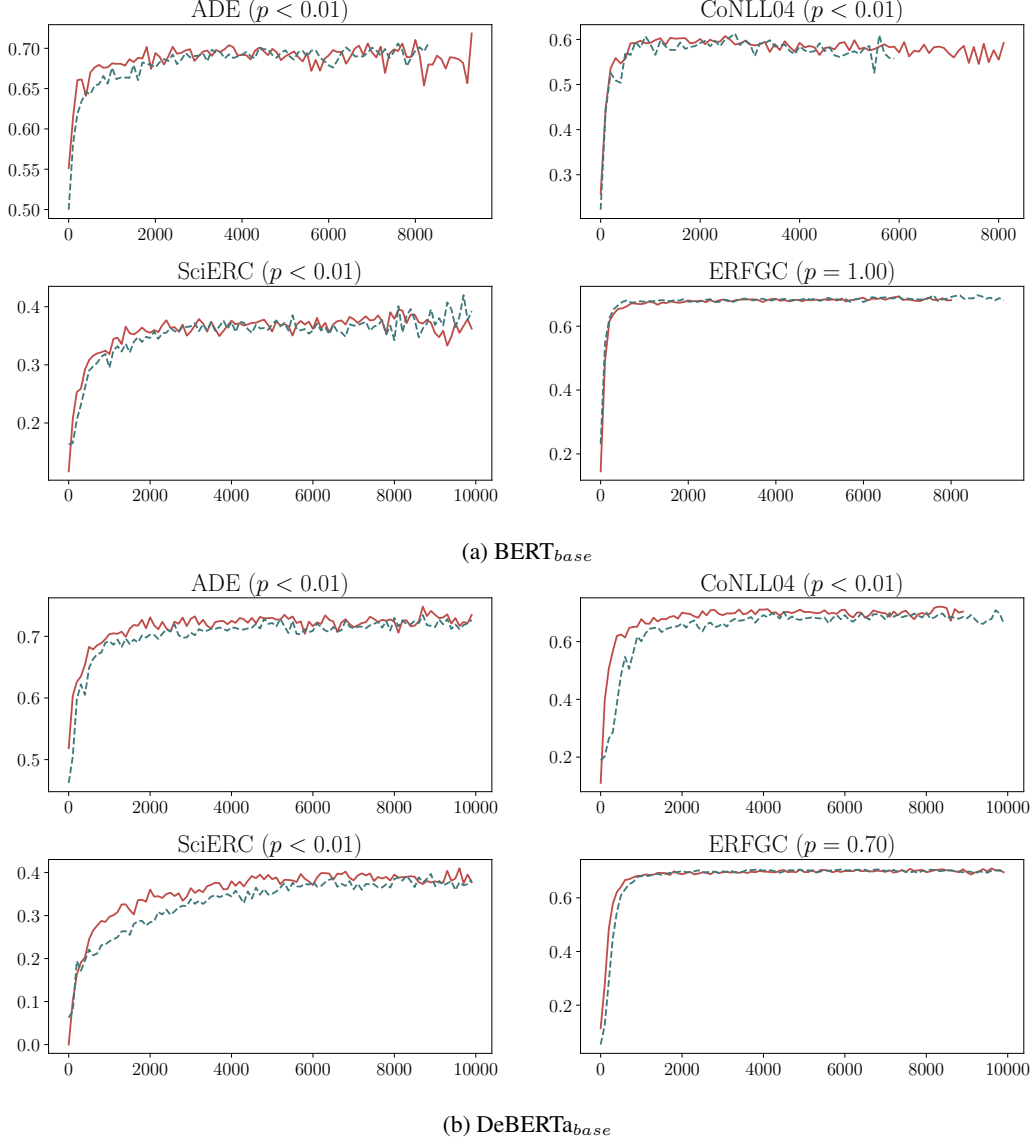 ADE (p < 0.01)
0.70
0.65
0.60
0.55
0.50
0 2000 4000 6000 8000
CoNLL04 (p < 0.01)
0.6
0.5
0.4
0.3
0 2000 4000 6000 8000
SciERC (p < 0.01)
0.4
0.3
0.2
0 2000 4000 6000 8000 10000
ERFGC (p = 1.00)
0.6
0.4
0.2
0 2000 4000 6000 8000
(a) BERTbase
ADE (p < 0.01)
0.7
0.6
0.5
0 2000 4000 6000 8000 10000
CoNLL04 (p < 0.01)
0.6
0.4
0.2
0 2000 4000 6000 8000 10000
SciERC (p < 0.01)
0.4
0.3
0.2
0.1
0.0
0 2000 4000 6000 8000 10000
ERFGC (p = 0.70)
0.6
0.4
0.2
0 2000 4000 6000 8000 10000
(b) DeBERTabase